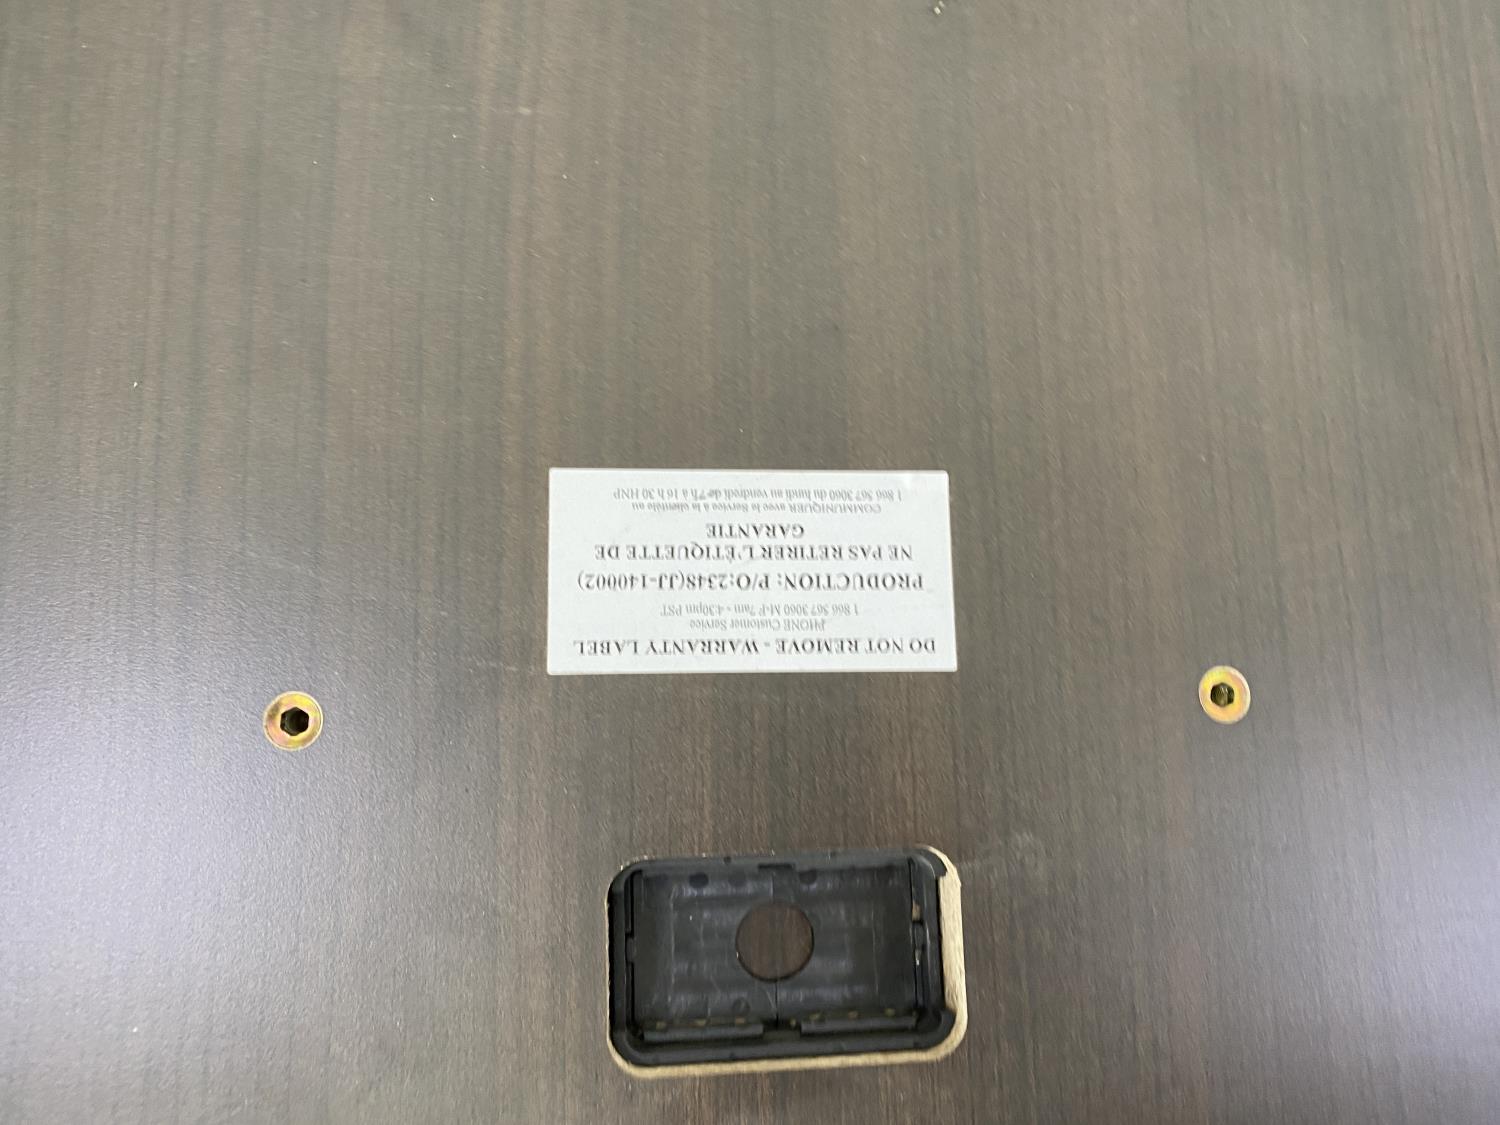 DO NOT REMOVE - WARRANTY LABEL
PHONE Customer Service
1 866 567 3060 M-F 7am - 4:30pm PST
PRODUCTION: P/O:2348(JJ-140002)
NE PAS RETIRER L'ÉTIQUETTE DE
GARANTIE
COMMUNIQUER avec le Service à la clientèle au
1 866 567 3060 du lundi au vendredi de 7 h à 16 h 30 HNP